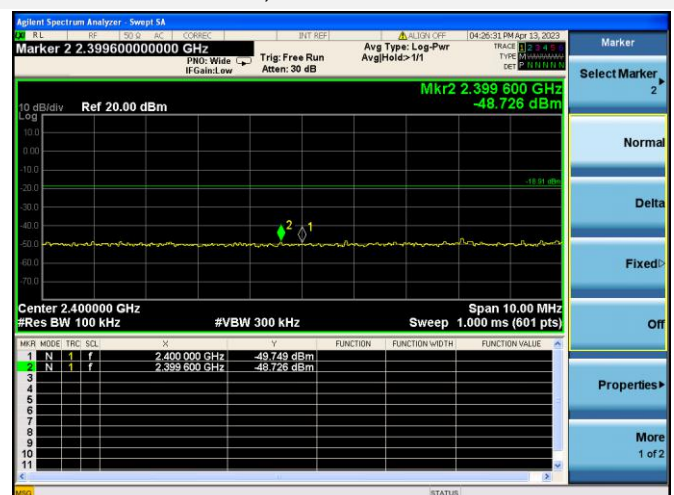 Agilent Spectrum Analyzer - Swept SA
RL RF 50 Ω AC CORREC INT REF ALIGN OFF 04:26:31 PM Apr 13, 2023
Marker 2 2.399600000000 GHz
PNO: Wide Trig: Free Run
IFGain:Low Atten: 30 dB
Avg Type: Log-Pwr
Avg|Hold>1/1
TRACE 1 2 3 4 5 6
TYPE
DET P N N N N N
Mkr2 2.399 600 GHz
-48.726 dBm
10 dB/div Ref 20.00 dBm
Log
10.0
0.00
-10.0
-20.0
-18.91 dBm
-30.0
-40.0
2 1
-50.0
-60.0
-70.0
Center 2.400000 GHz Span 10.00 MHz
#Res BW 100 kHz #VBW 300 kHz Sweep 1.000 ms (601 pts)
MKR MODE TRC SCL X Y FUNCTION FUNCTION WIDTH FUNCTION VALUE
1 N 1 f 2.400 000 GHz -49.749 dBm
2 N 1 f 2.399 600 GHz -48.726 dBm
3
4
5
6
7
8
9
10
11
MSG STATUS
Marker
Select Marker
2
Normal
Delta
Fixed
Off
Properties
More
1 of 2